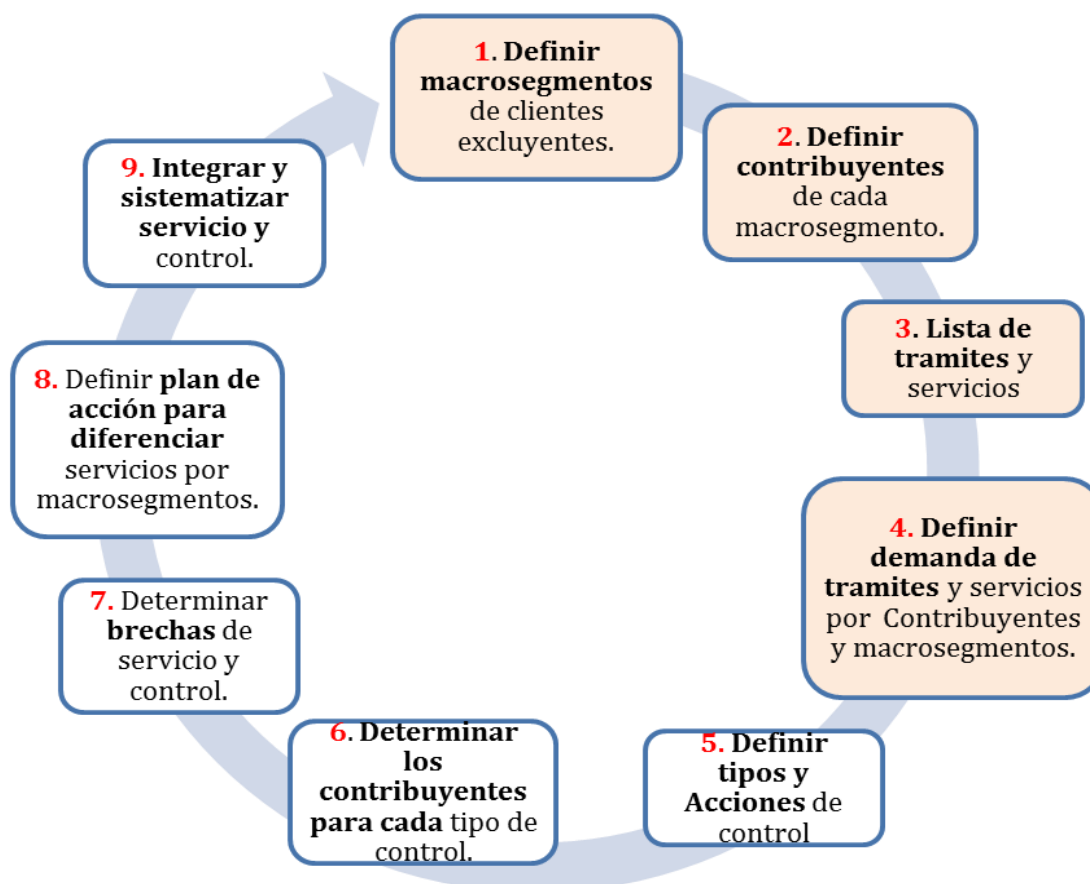 1. Definir
macrosegmentos
de clientes
excluyentes.
2. Definir
contribuyentes
de cada
macrosegmento.
3. Lista de
tramites y
servicios
4. Definir
demanda de
tramites y servicios
por Contribuyentes
y macrosegmentos.
5. Definir
tipos y
Acciones de
control
6. Determinar
los
contribuyentes
para cada tipo de
control.
7. Determinar
brechas de
servicio y
control.
8. Definir plan de
acción para
diferenciar
servicios por
macrosegmentos.
9. Integrar y
sistematizar
servicio y
control.